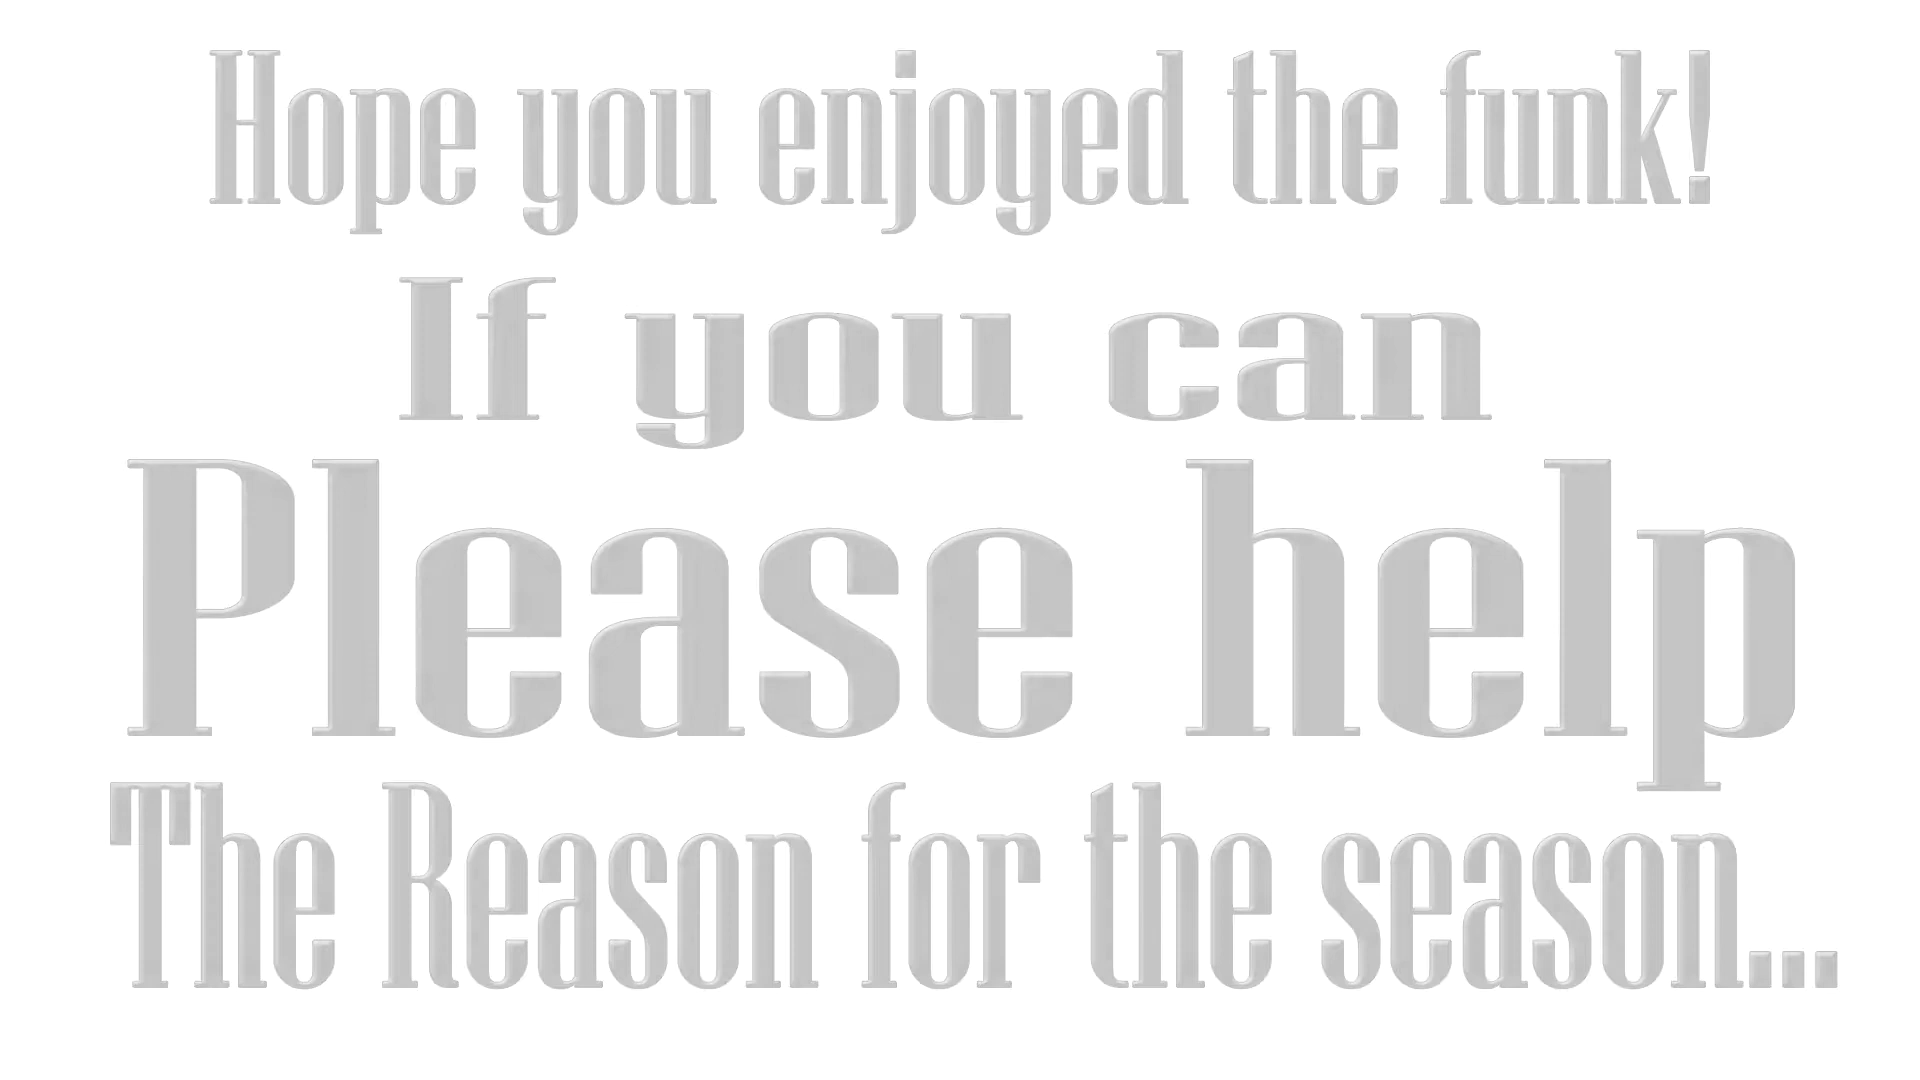 Hope you enjoyed the funk!
If you can
Please help
The Reason for the season...